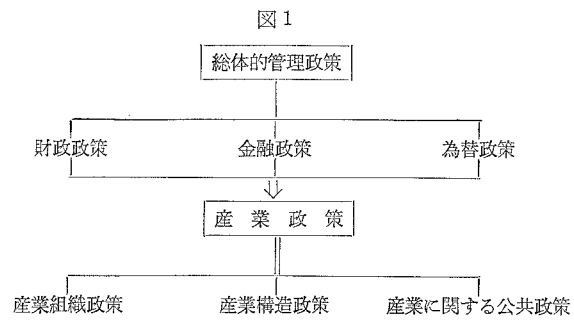 図1
総体的管理政策
財政政策 金融政策 為替政策
産業政策
産業組織政策 産業構造政策 産業に関する公共政策